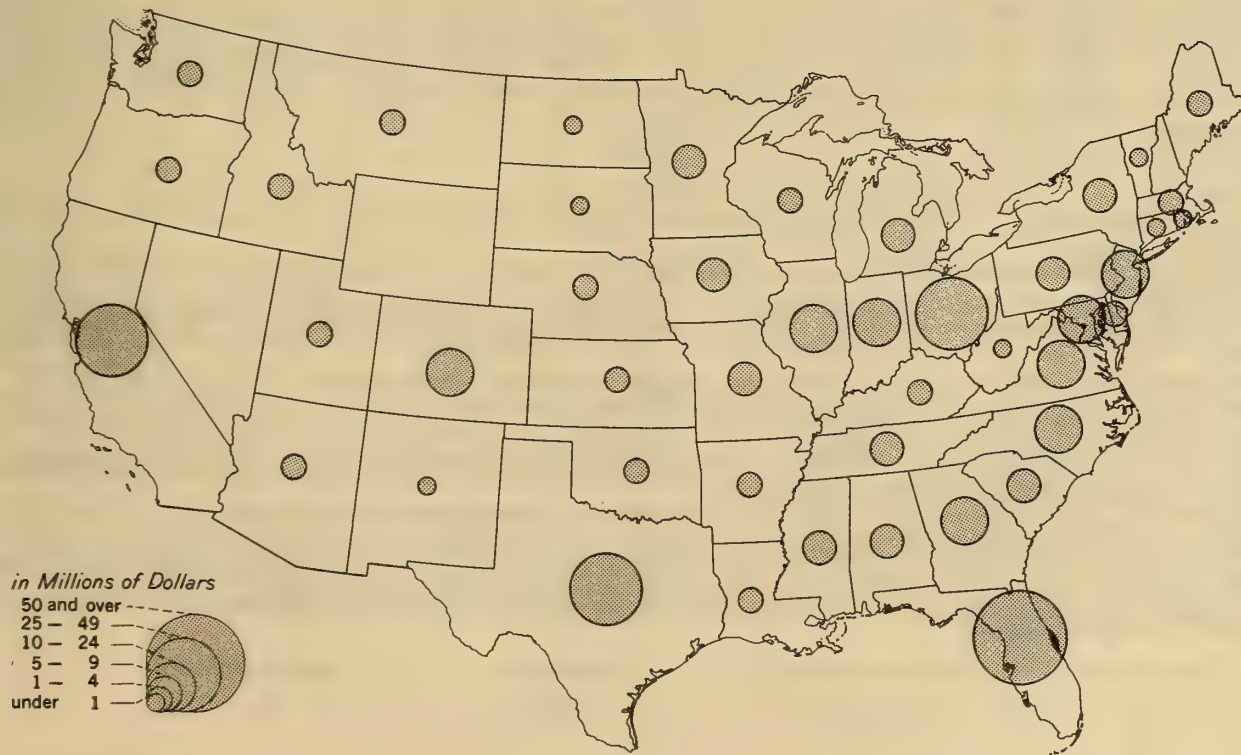 in Millions of Dollars
50 and over
25 – 49
10 – 24
5 – 9
1 – 4
under 1